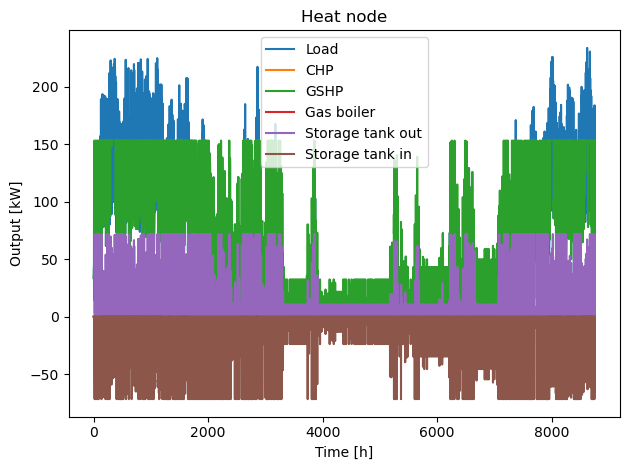 Heat node
Load
CHP
GSHP
Gas boiler
Storage tank out
Storage tank in
Output [kW]
200
150
100
50
0
−50
0
2000
4000
6000
8000
Time [h]